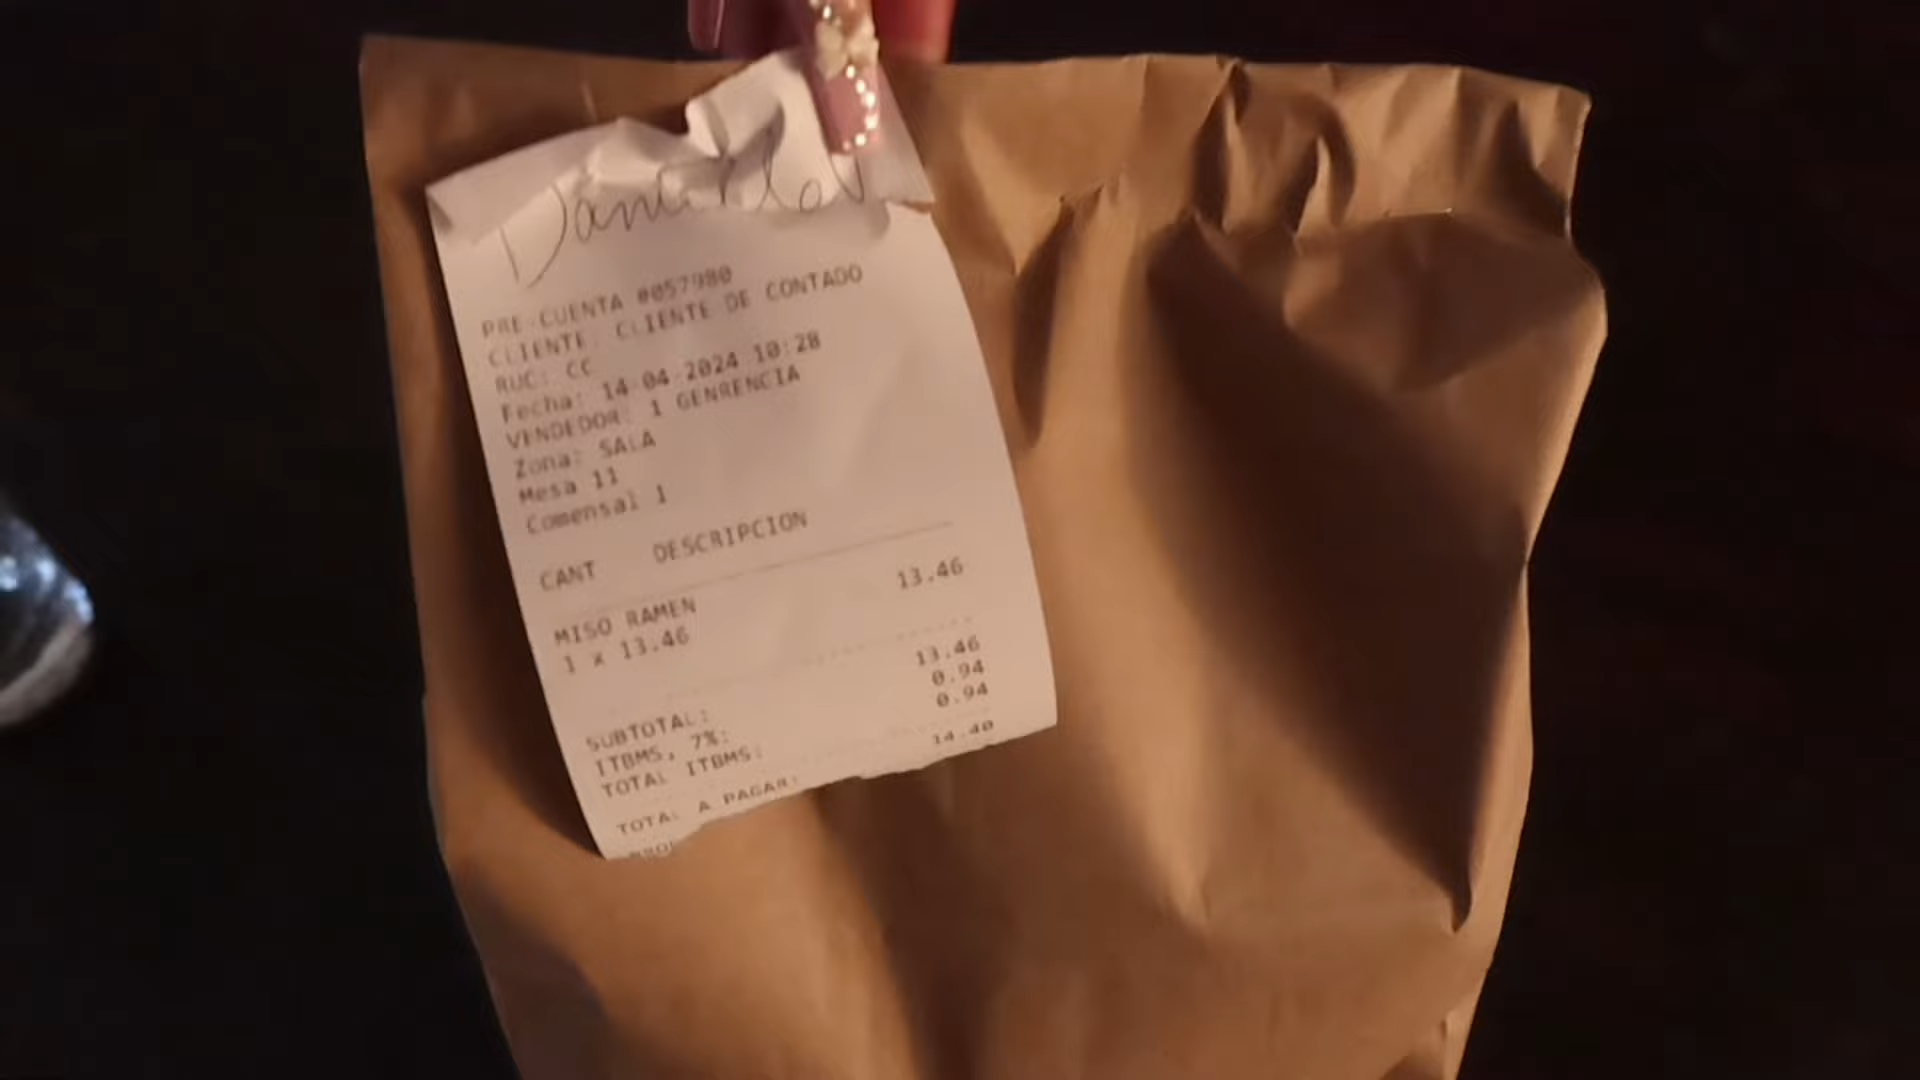 PRE-CUENTA #057980
CLIENTE: CLIENTE DE CONTADO
RUC: CC
Fecha: 14-04-2024 10:28
VENDEDOR: 1 GENRENCIA
Zona: SALA
Mesa 11
Comensal 1
CANT DESCRIPCION
MISO RAMEN 13.46
1 x 13.46
SUBTOTAL: 13.46
ITBMS, 7%: 0.94
TOTAL ITBMS: 0.94
TOTAL A PAGAR: 14.40